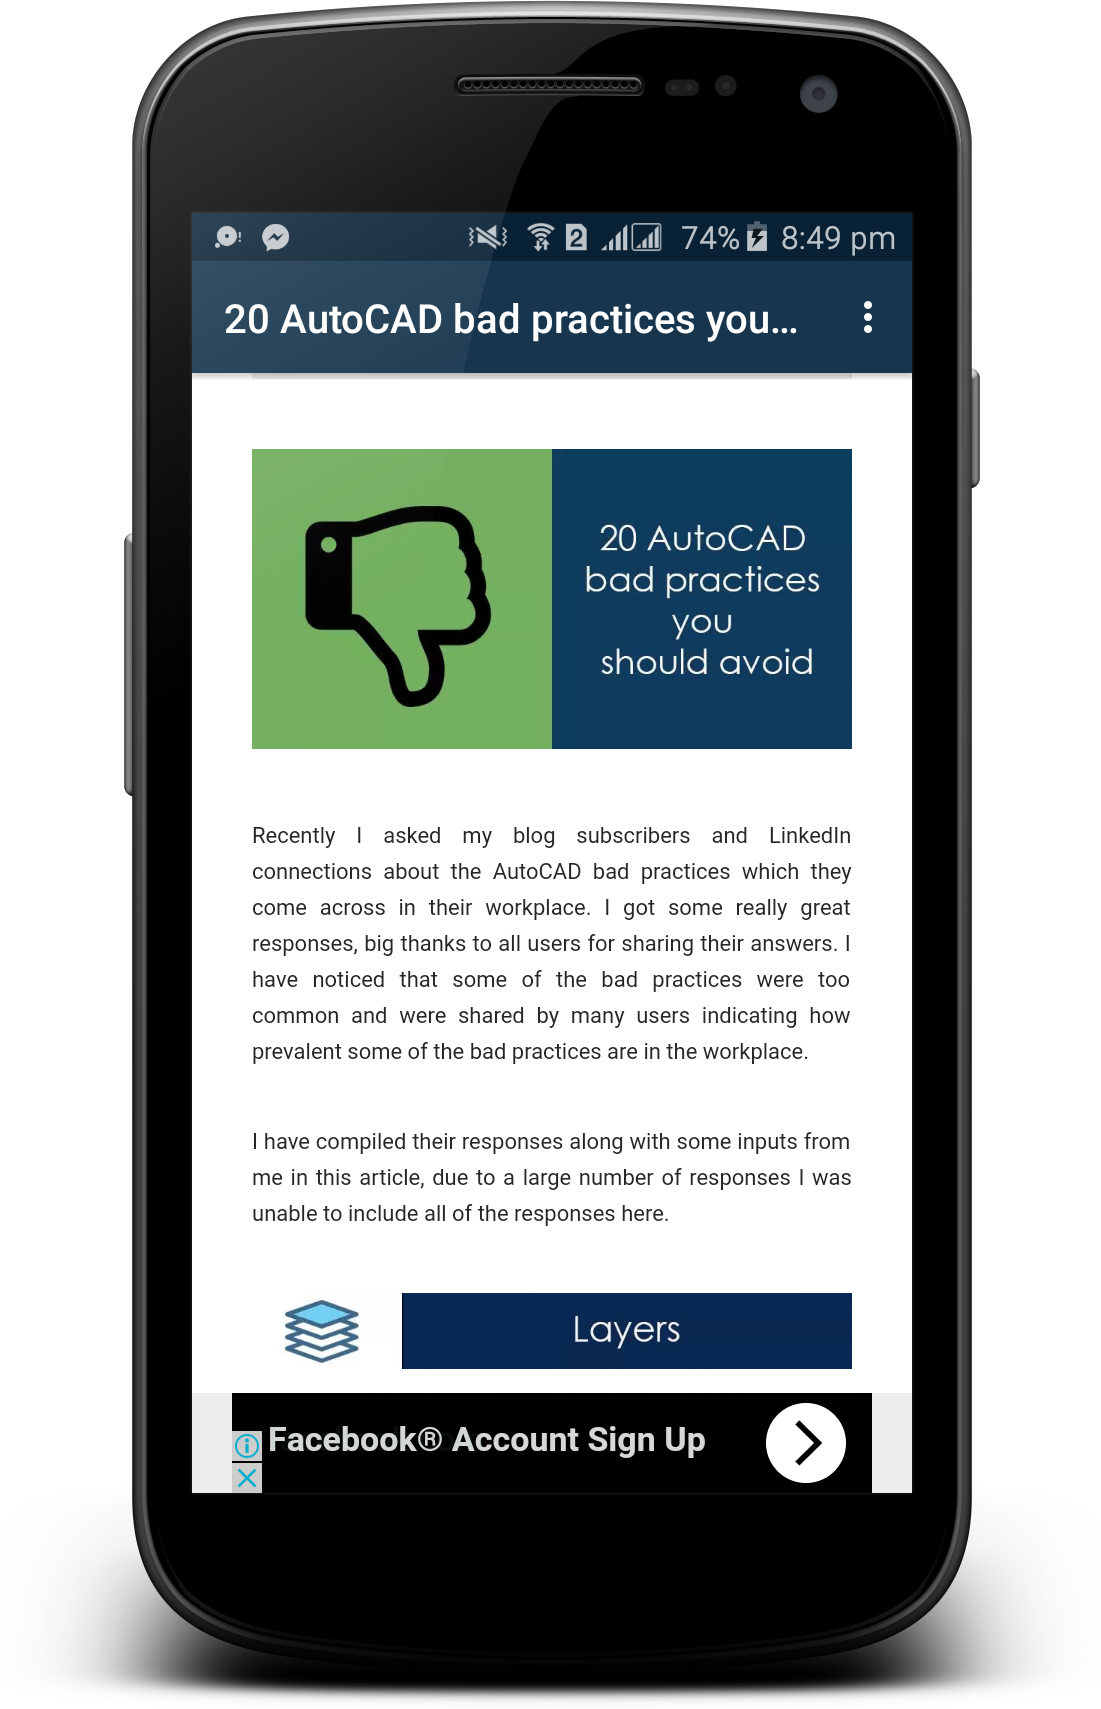 2 74% 8:49 pm
20 AutoCAD bad practices you...
20 AutoCAD
bad practices
you
should avoid
Recently I asked my blog subscribers and LinkedIn
connections about the AutoCAD bad practices which they
come across in their workplace. I got some really great
responses, big thanks to all users for sharing their answers. I
have noticed that some of the bad practices were too
common and were shared by many users indicating how
prevalent some of the bad practices are in the workplace.
I have compiled their responses along with some inputs from
me in this article, due to a large number of responses I was
unable to include all of the responses here.
Layers
Facebook® Account Sign Up